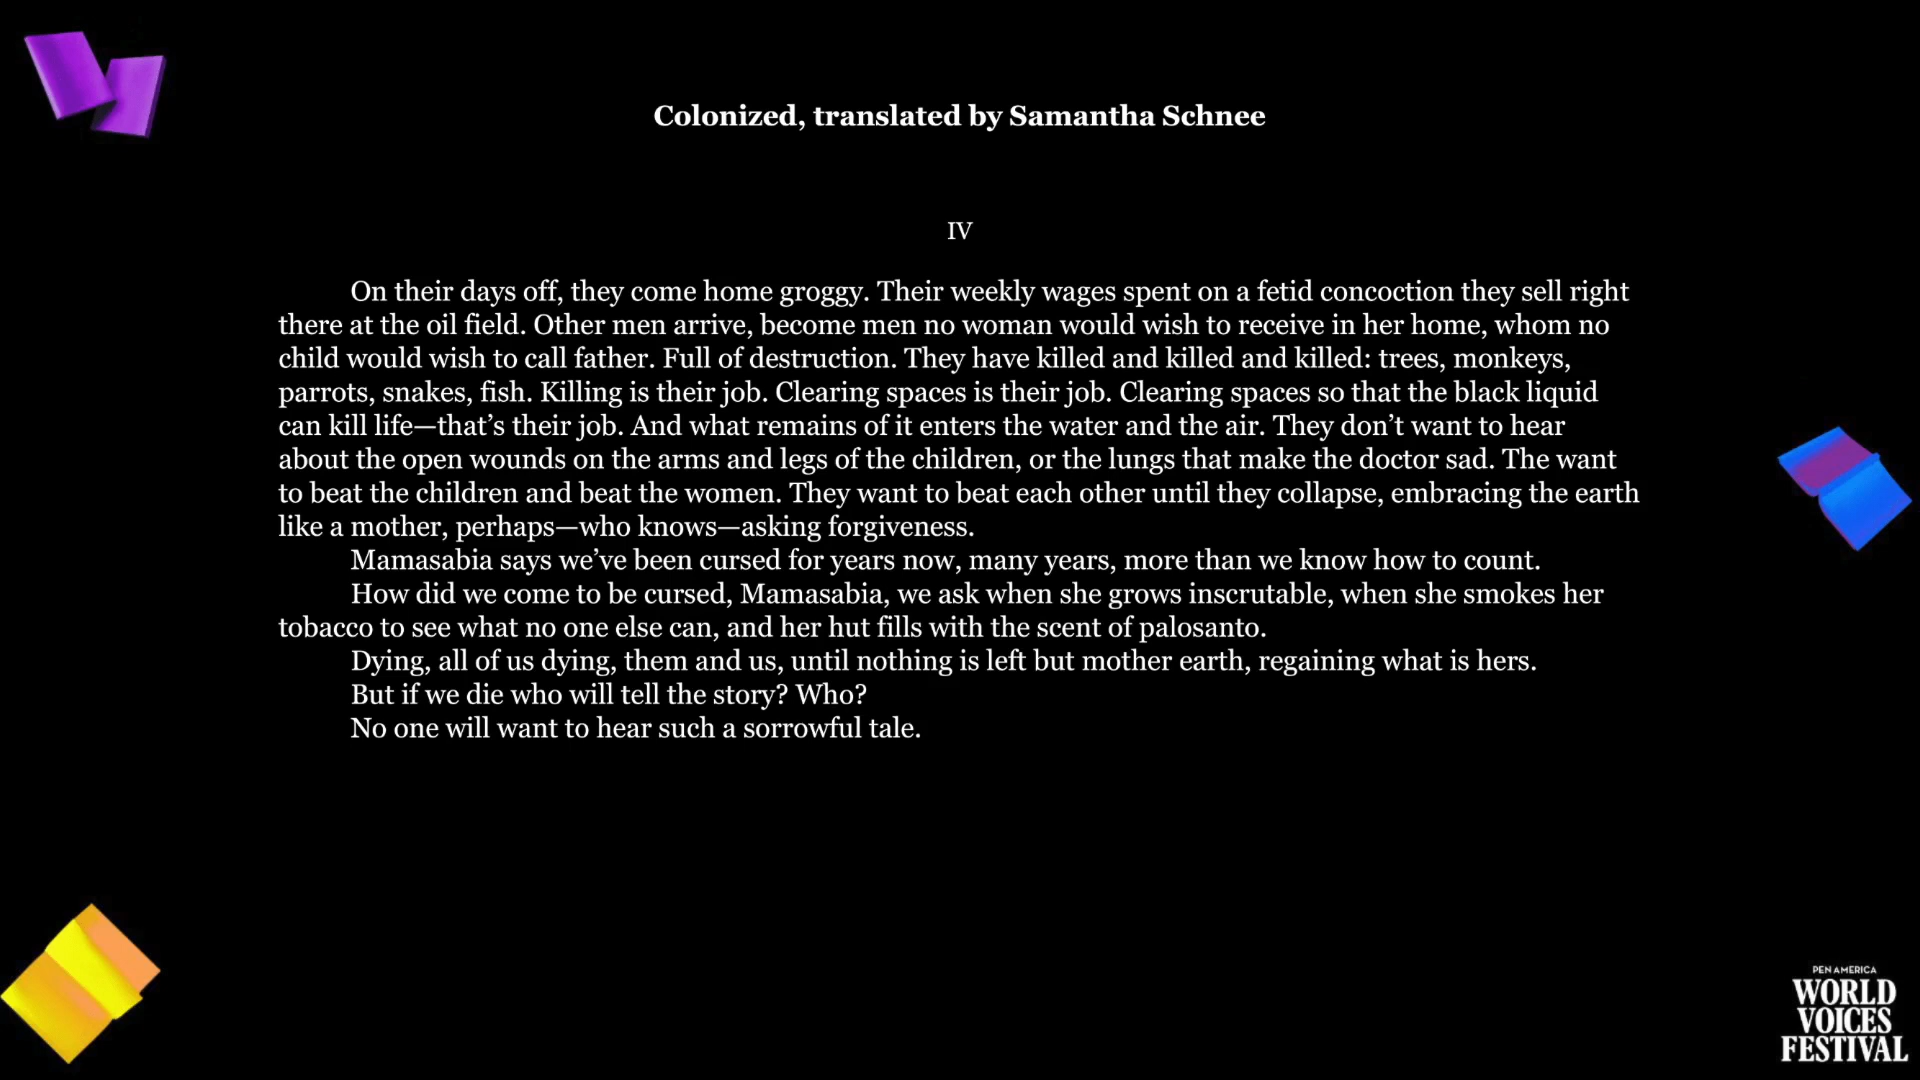 Colonized, translated by Samantha Schnee
IV
On their days off, they come home groggy. Their weekly wages spent on a fetid concoction they sell right
there at the oil field. Other men arrive, become men no woman would wish to receive in her home, whom no
child would wish to call father. Full of destruction. They have killed and killed and killed: trees, monkeys,
parrots, snakes, fish. Killing is their job. Clearing spaces is their job. Clearing spaces so that the black liquid
can kill life—that’s their job. And what remains of it enters the water and the air. They don’t want to hear
about the open wounds on the arms and legs of the children, or the lungs that make the doctor sad. The want
to beat the children and beat the women. They want to beat each other until they collapse, embracing the earth
like a mother, perhaps—who knows—asking forgiveness.
Mamasabia says we’ve been cursed for years now, many years, more than we know how to count.
How did we come to be cursed, Mamasabia, we ask when she grows inscrutable, when she smokes her
tobacco to see what no one else can, and her hut fills with the scent of palosanto.
Dying, all of us dying, them and us, until nothing is left but mother earth, regaining what is hers.
But if we die who will tell the story? Who?
No one will want to hear such a sorrowful tale.
PEN AMERICA
WORLD
VOICES
FESTIVAL